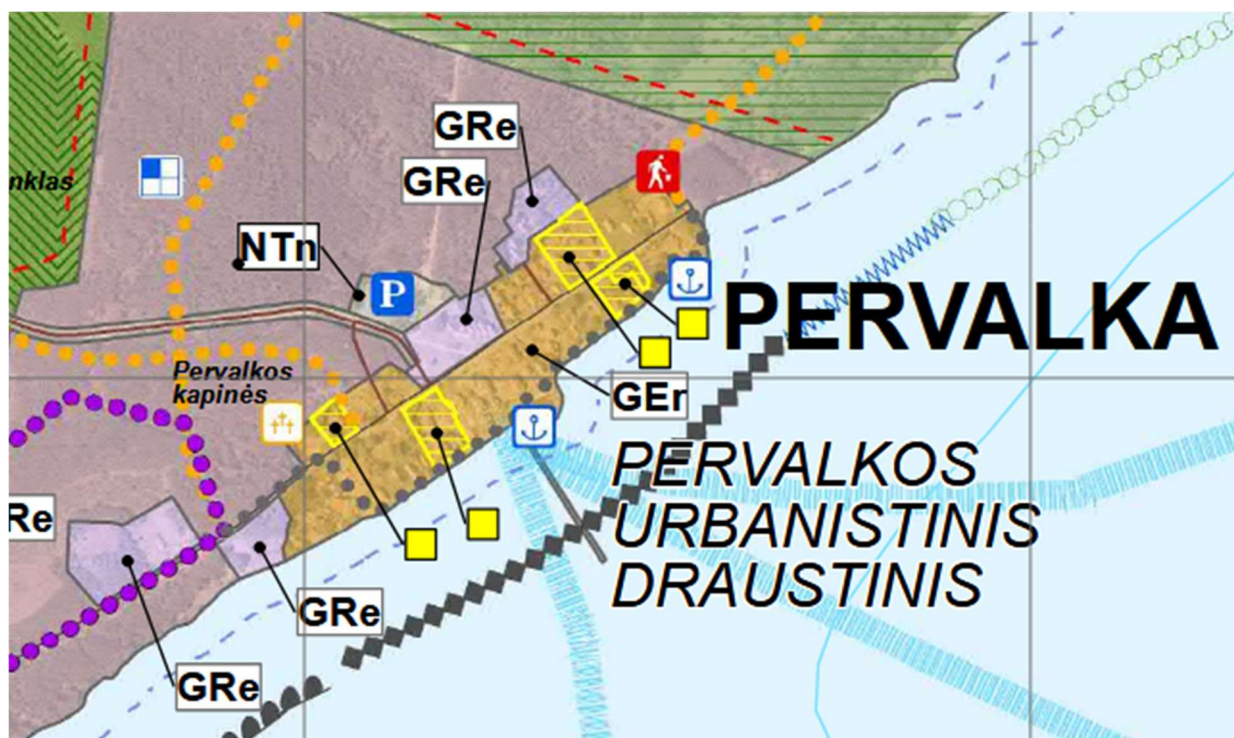 GRe
GRe
nklas
NTn
P
PERVALKA
Pervalkos
kapinės
GEr
PERVALKOS
URBANISTINIS
DRAUSTINIS
Re
GRe
GRe